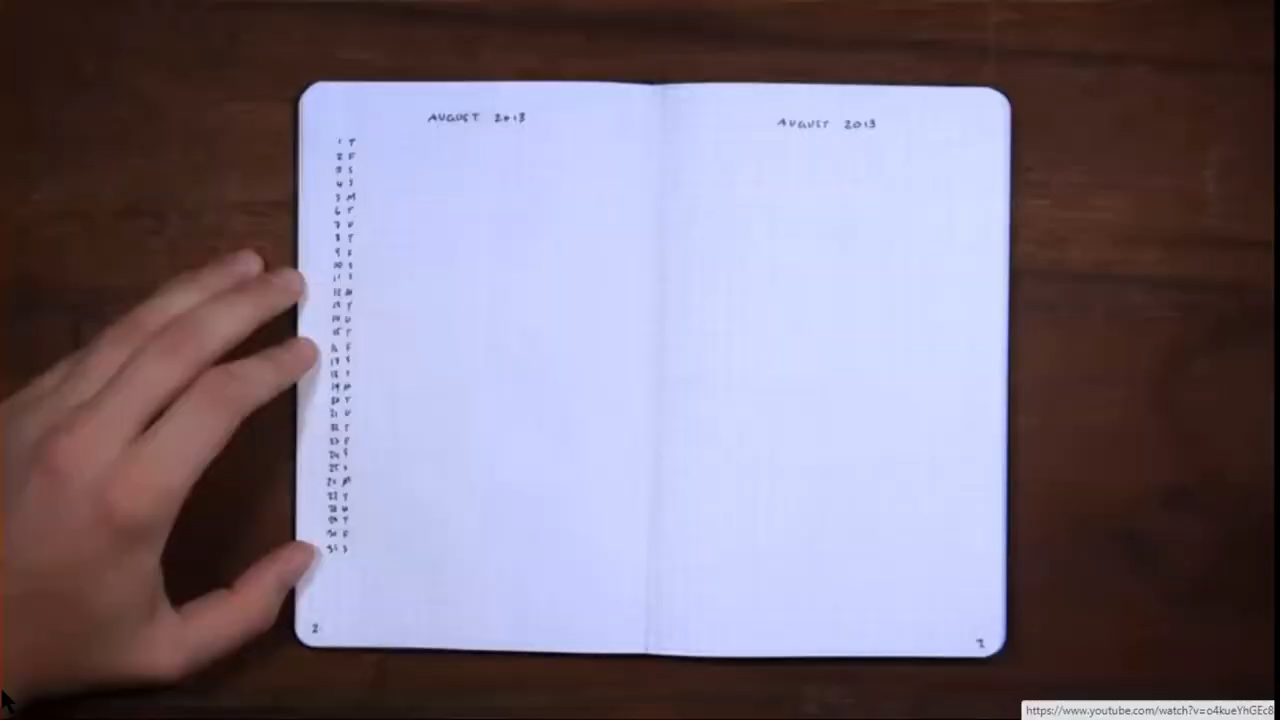 AUGUST 2013
1 T
2 F
3 S
4 S
5 M
6 T
7 W
8 T
9 F
10 S
11 S
12 M
13 T
14 W
15 T
16 F
17 S
18 S
19 M
20 T
21 W
22 T
23 F
24 S
25 S
26 M
27 T
28 W
29 T
30 F
31 S
2
AUGUST 2013
https://www.youtube.com/watch?v=o4kueYhGEc8